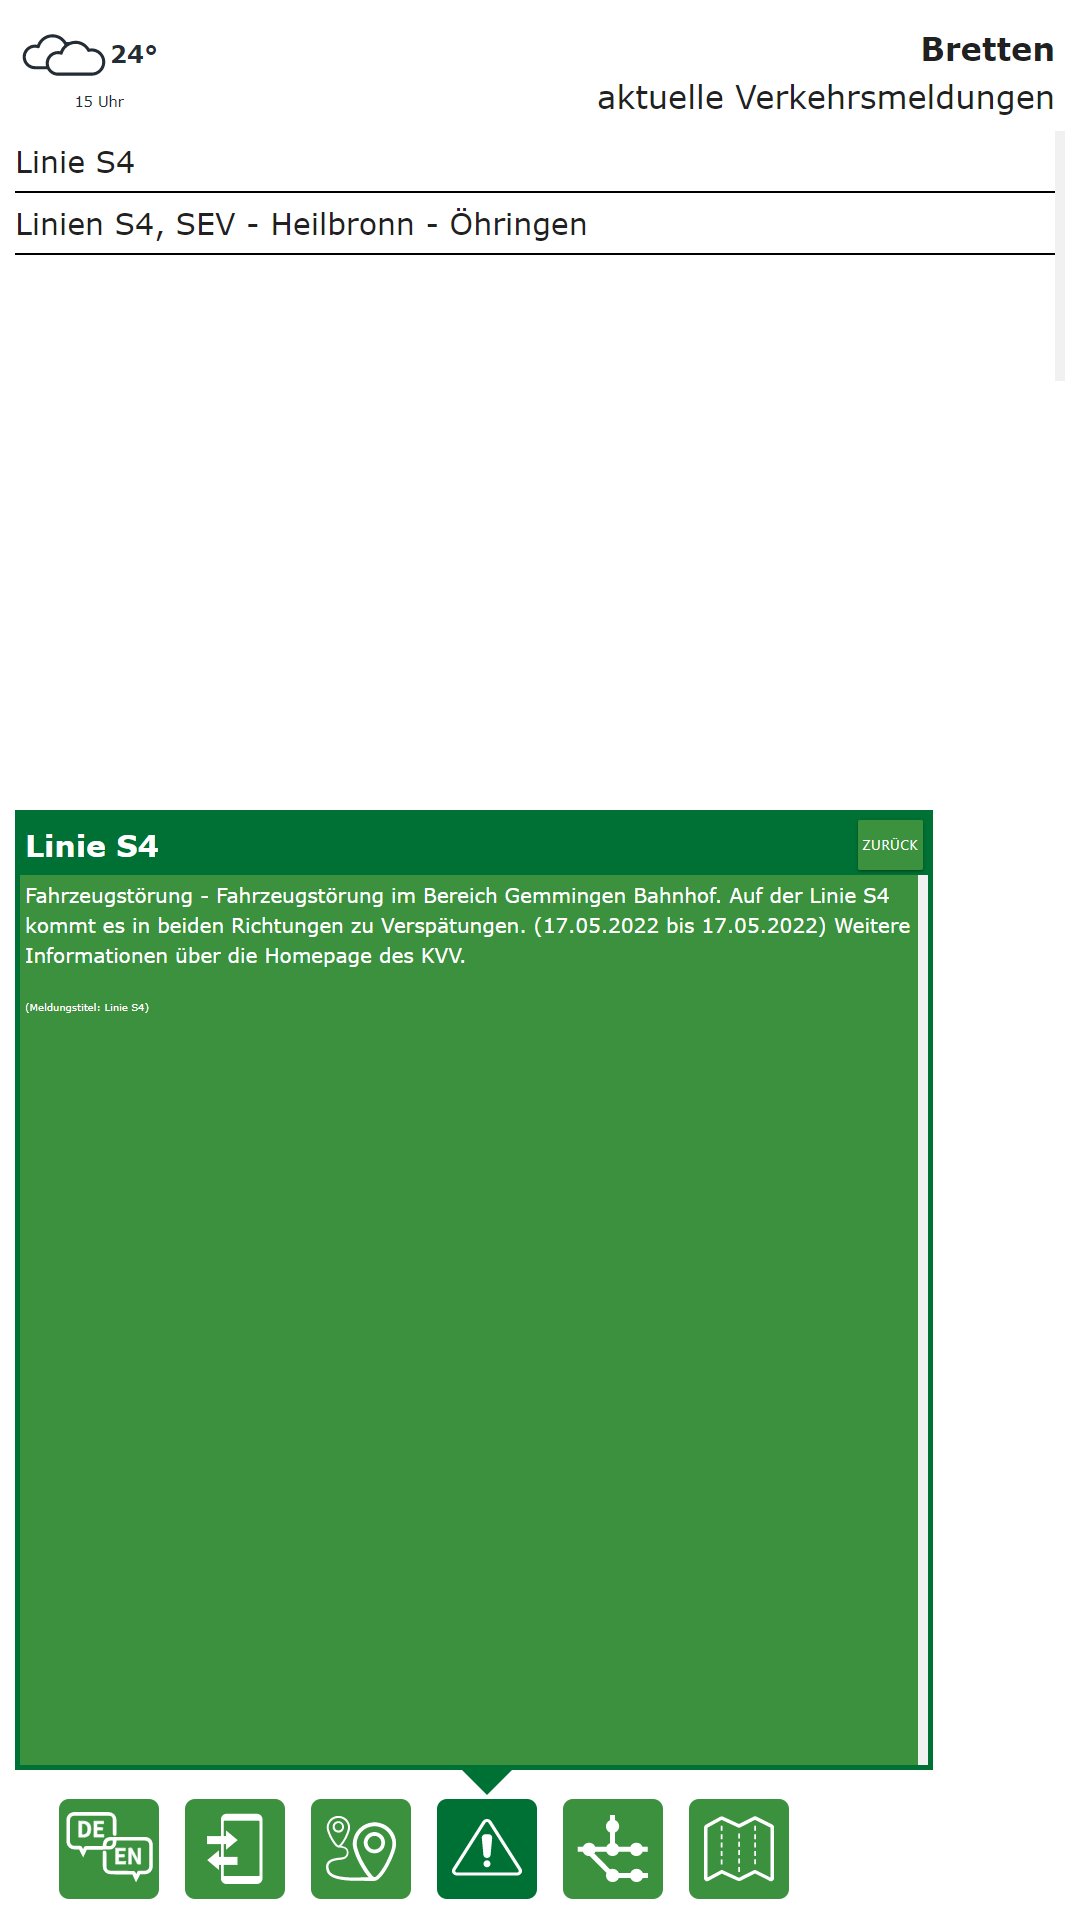 24°
15 Uhr
Bretten
aktuelle Verkehrsmeldungen
Linie S4
Linien S4, SEV - Heilbronn - Öhringen
Linie S4
ZURÜCK
Fahrzeugstörung - Fahrzeugstörung im Bereich Gemmingen Bahnhof. Auf der Linie S4
kommt es in beiden Richtungen zu Verspätungen. (17.05.2022 bis 17.05.2022) Weitere
Informationen über die Homepage des KVV.
(Meldungstitel: Linie S4)
DE
EN